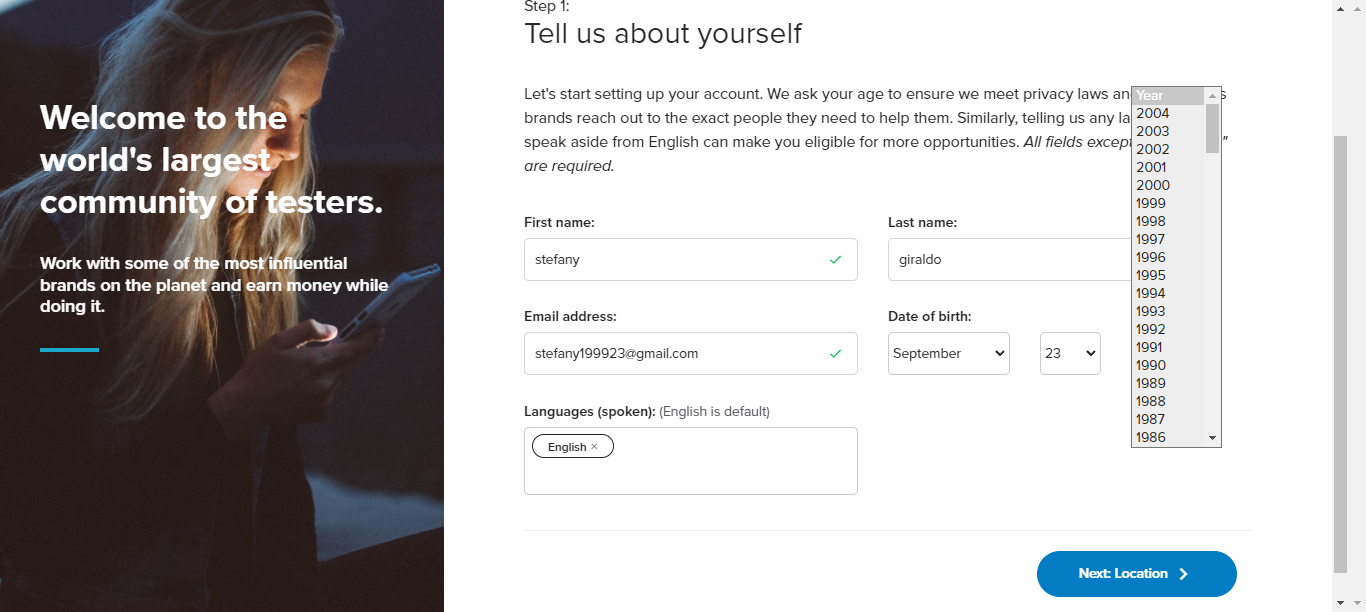 Welcome to the
world's largest
community of testers.
Work with some of the most influential
brands on the planet and earn money while
doing it.
Step 1:
Tell us about yourself
Let's start setting up your account. We ask your age to ensure we meet privacy laws
brands reach out to the exact people they need to help them. Similarly, telling us any
speak aside from English can make you eligible for more opportunities. All fields
are required.
First name:
stefany
Last name:
giraldo
Email address:
stefany199923@gmail.com
Date of birth:
September
23
Year
2004
2003
2002
2001
2000
1999
1998
1997
1996
1995
1994
1993
1992
1991
1990
1989
1988
1987
1986
Languages (spoken): (English is default)
English ×
Next: Location